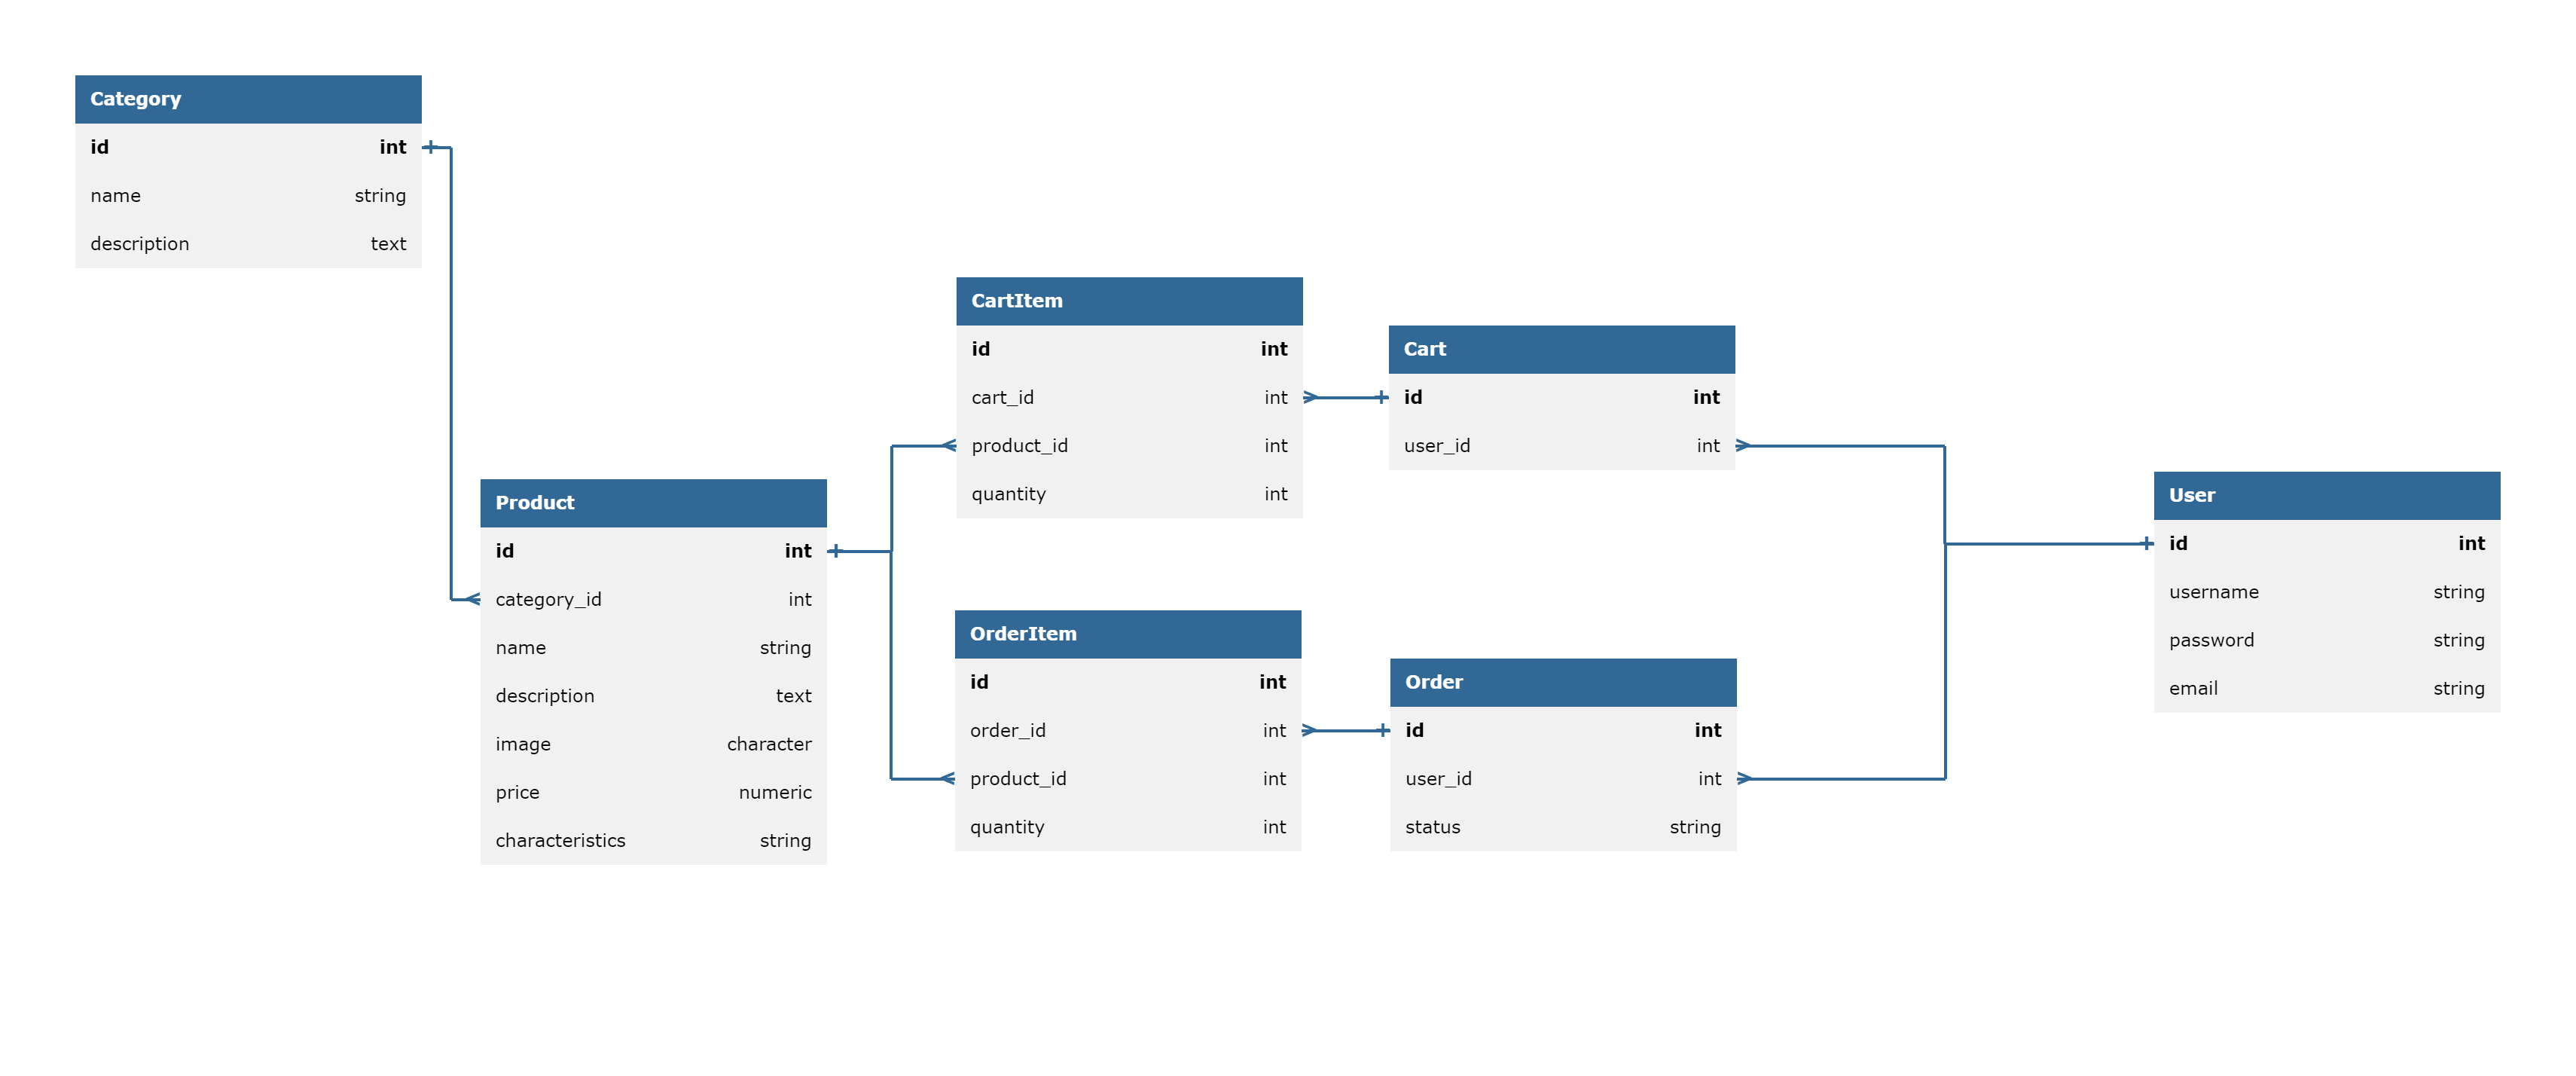 Category
id int
name string
description text
CartItem
id int
cart_id int
product_id int
quantity int
Cart
id int
user_id int
Product
id int
category_id int
name string
description text
image character
price numeric
characteristics string
OrderItem
id int
order_id int
product_id int
quantity int
Order
id int
user_id int
status string
User
id int
username string
password string
email string